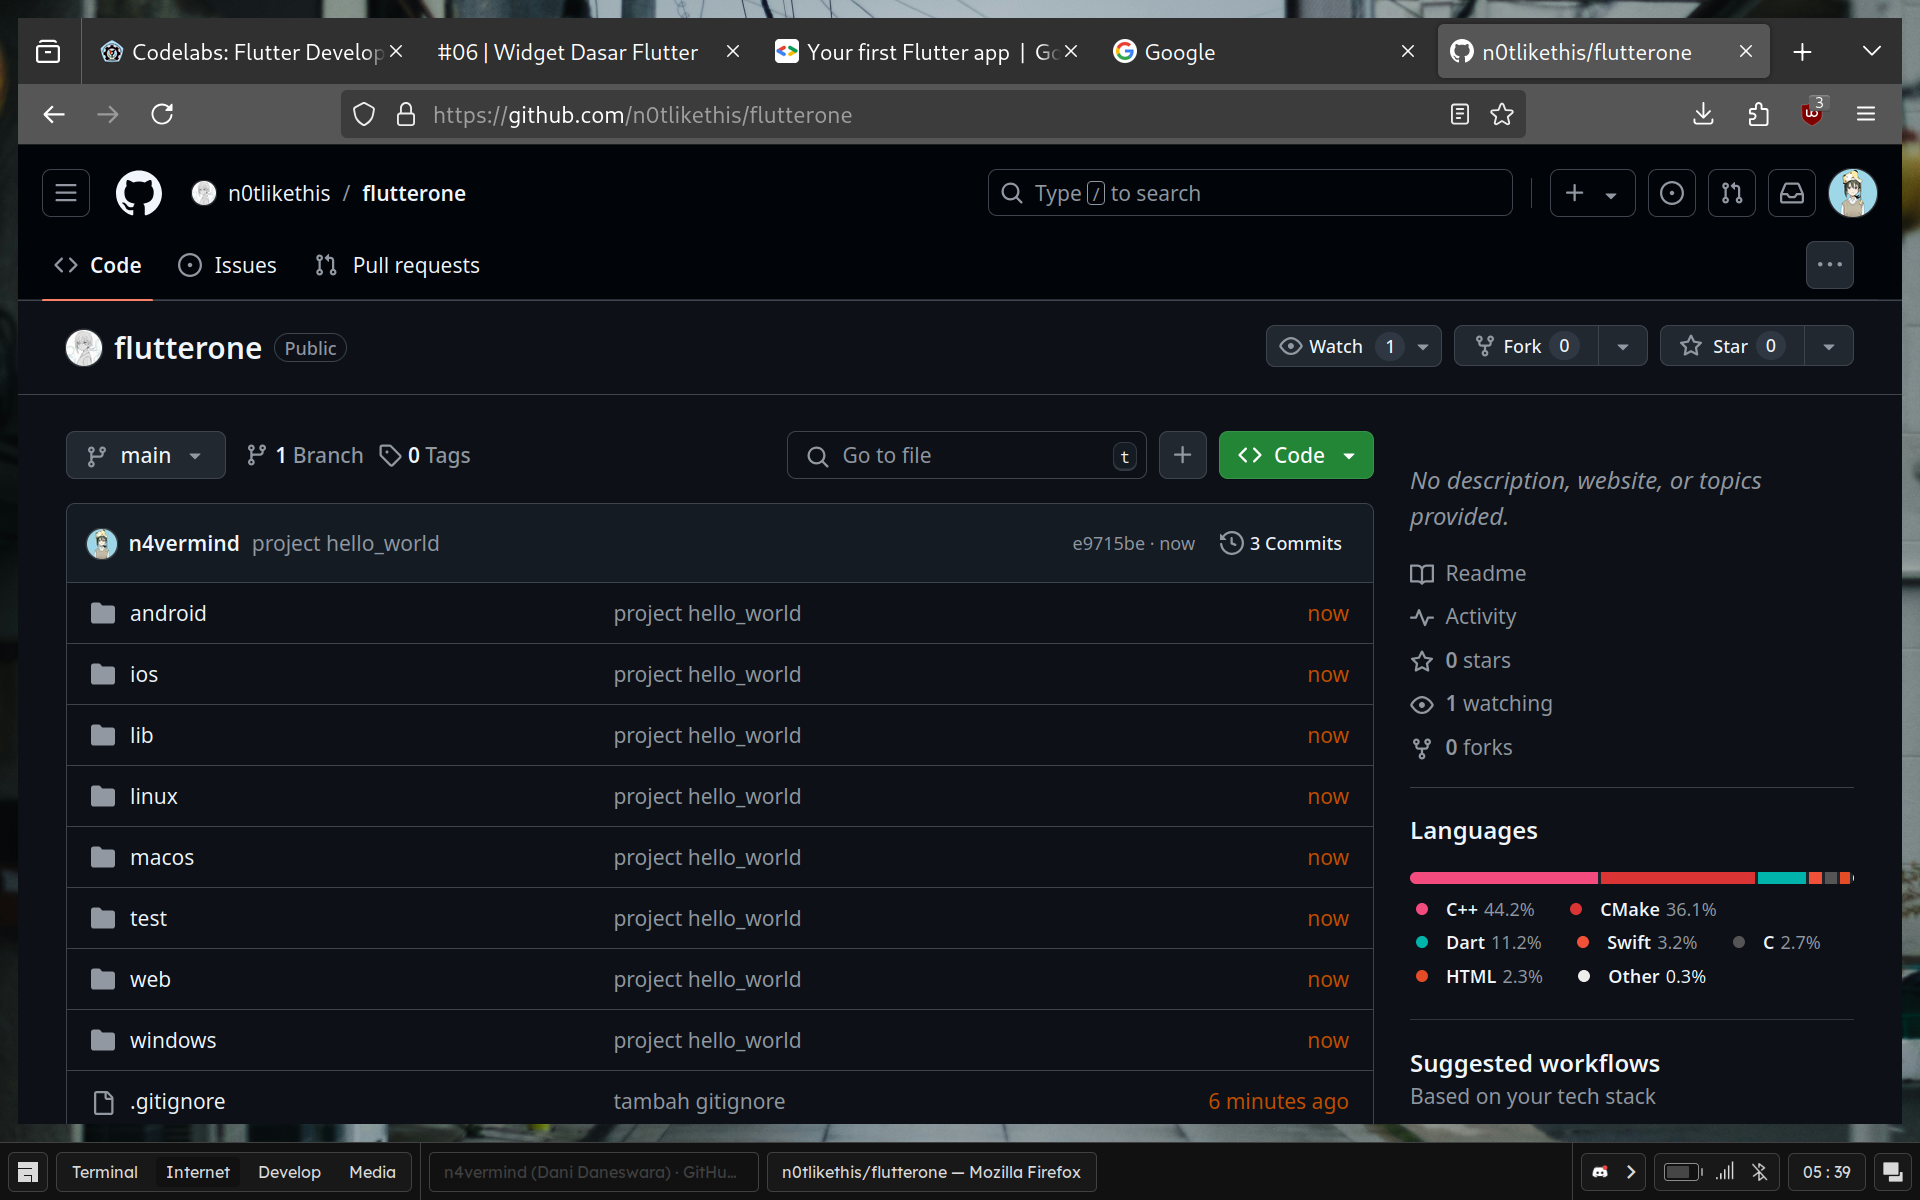 Codelabs: Flutter Develop
#06 | Widget Dasar Flutter
Your first Flutter app | Go
Google
n0tlikethis/flutterone
https://github.com/n0tlikethis/flutterone
3
n0tlikethis / flutterone
Type / to search
Code
Issues
Pull requests
flutterone
Public
Watch 1
Fork 0
Star 0
main
1 Branch
0 Tags
Go to file
t
Code
No description, website, or topics
provided.
n4vermind project hello_world
e9715be · now
3 Commits
android project hello_world now
ios project hello_world now
lib project hello_world now
linux project hello_world now
macos project hello_world now
test project hello_world now
web project hello_world now
windows project hello_world now
.gitignore tambah gitignore 6 minutes ago
Readme
Activity
0 stars
1 watching
0 forks
Languages
C++ 44.2% CMake 36.1%
Dart 11.2% Swift 3.2% C 2.7%
HTML 2.3% Other 0.3%
Suggested workflows
Based on your tech stack
Terminal Internet Develop Media
n4vermind (Dani Daneswara) · GitHu...
n0tlikethis/flutterone — Mozilla Firefox
05 : 39